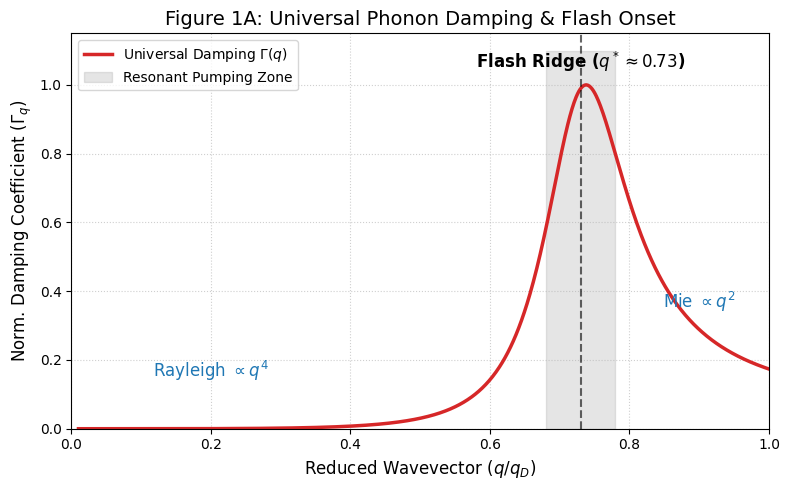 Figure 1A: Universal Phonon Damping & Flash Onset
Universal Damping Γ(q)
Resonant Pumping Zone
Flash Ridge (q* ≈ 0.73)
Rayleigh ∝ q⁴
Mie ∝ q²
Norm. Damping Coefficient (Γ_q)
1.0
0.8
0.6
0.4
0.2
0.0
0.0 0.2 0.4 0.6 0.8 1.0
Reduced Wavevector (q/q_D)